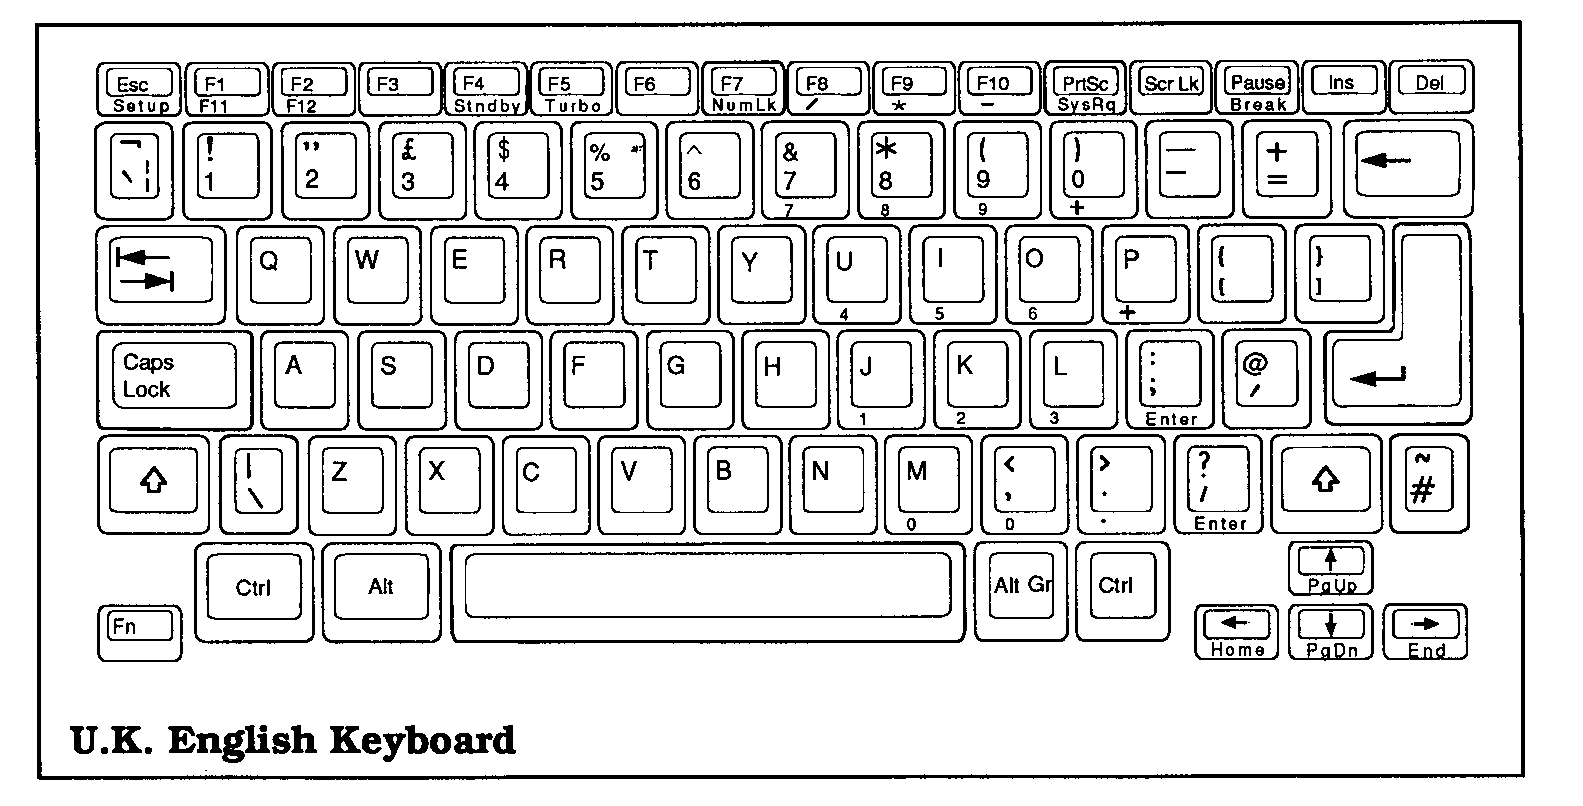 Esc F1 F2 F3 F4 F5 F6 F7 F8 F9 F10 PrtSc Scr Lk Pause Ins Del
Setup F11 F12 Stndby Turbo NumLk / * - SysRq Break
¬ ! " £ $ % ^ & * ( ) — +
` ¦ 1 2 3 4 5 6 7 8 9 0 - =
7 8 9 +
Q W E R T Y U I O P { }
[ ]
4 5 6 +
Caps A S D F G H J K L : @
Lock ; '
1 2 3 Enter
| Z X C V B N M < > ? ~
\ , . / #
0 0 . Enter
Ctrl Alt Alt Gr Ctrl
PgUp
Fn
Home PgDn End
U.K. English Keyboard